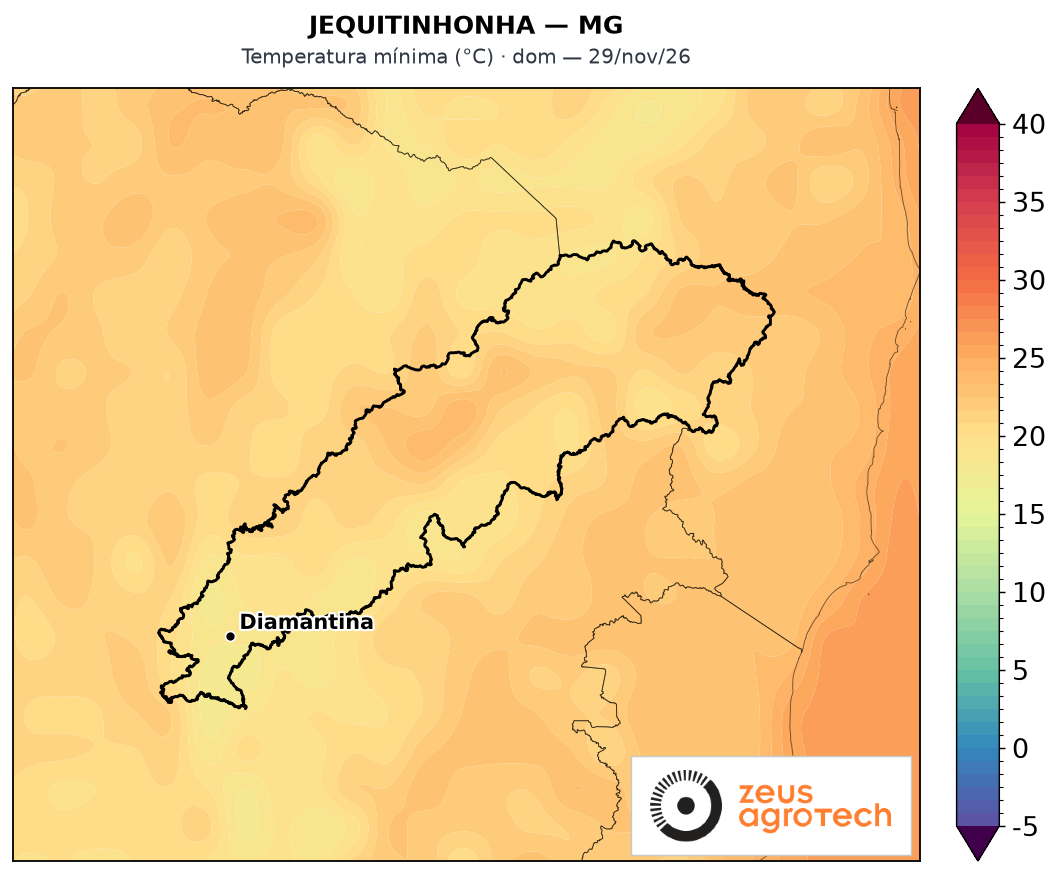 JEQUITINHONHA — MG
Temperatura mínima (°C) · dom — 29/nov/26
40
35
30
25
20
15
10
5
0
-5
Diamantina
zeus
agrotech